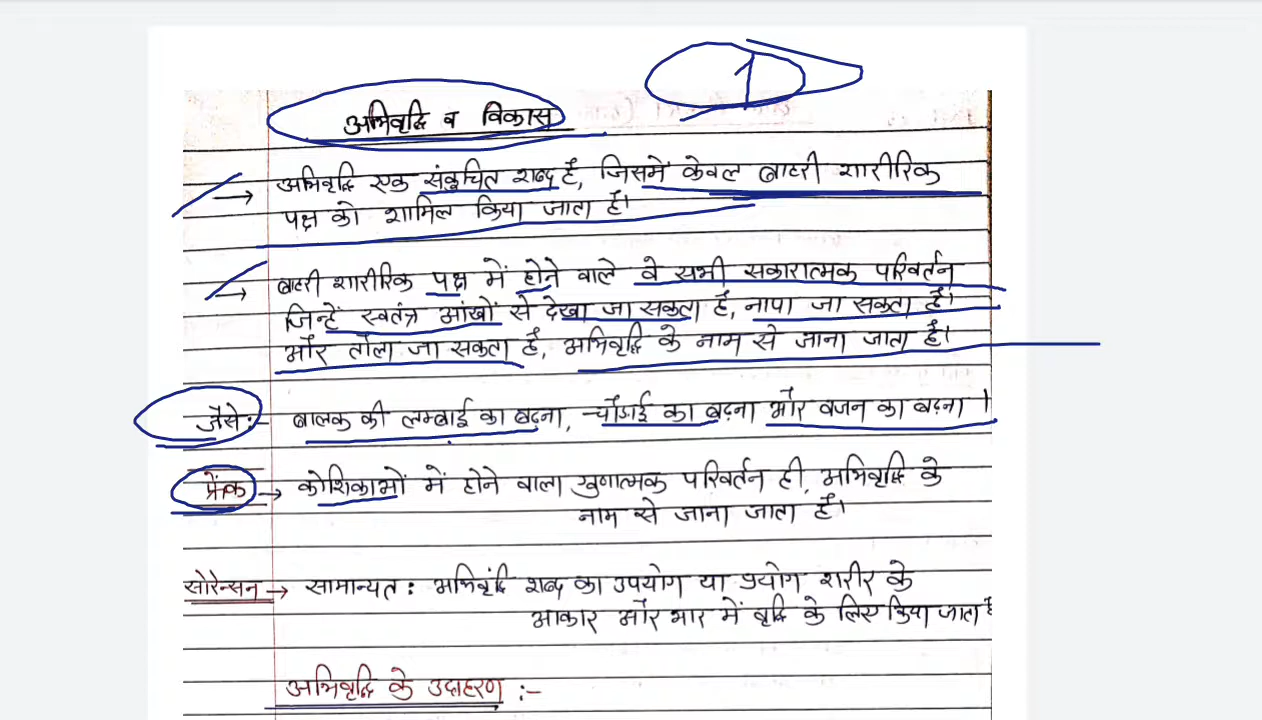 1
अभिवृद्धि व विकास
→ अभिवृद्धि एक संकुचित शब्द है, जिसमें केवल बाहरी शारीरिक
पक्ष को शामिल किया जाता है।
→ बाहरी शारीरिक पक्ष में होने वाले वे सभी सकारात्मक परिवर्तन
जिन्हें स्वतंत्र आंखों से देखा जा सकता है, नापा जा सकता है।
और तोला जा सकता है, अभिवृद्धि के नाम से जाना जाता है।
जैसे:- बालक की लम्बाई का बढ़ना, चौड़ाई का बढ़ना और वजन का बढ़ना।
फ्रैंक → कोशिकाओं में होने वाला गुणात्मक परिवर्तन ही, अभिवृद्धि के
नाम से जाना जाता है।
सोरेन्सन → सामान्यत: अभिवृद्धि शब्द का उपयोग या प्रयोग शरीर के
आकार और भार में वृद्धि के लिए किया जाता है
अभिवृद्धि के उदाहरण :-